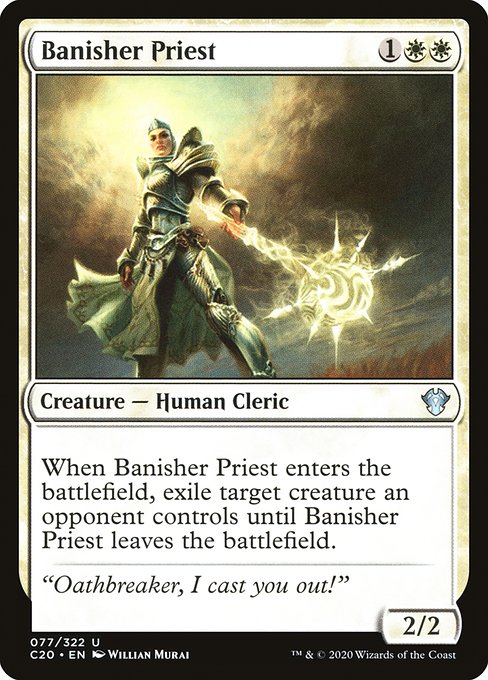 Banisher Priest 1
Creature — Human Cleric
When Banisher Priest enters the
battlefield, exile target creature an
opponent controls until Banisher
Priest leaves the battlefield.
“Oathbreaker, I cast you out!”
2/2
077/322 U
C20 • EN Willian Murai
™ & © 2020 Wizards of the Coast